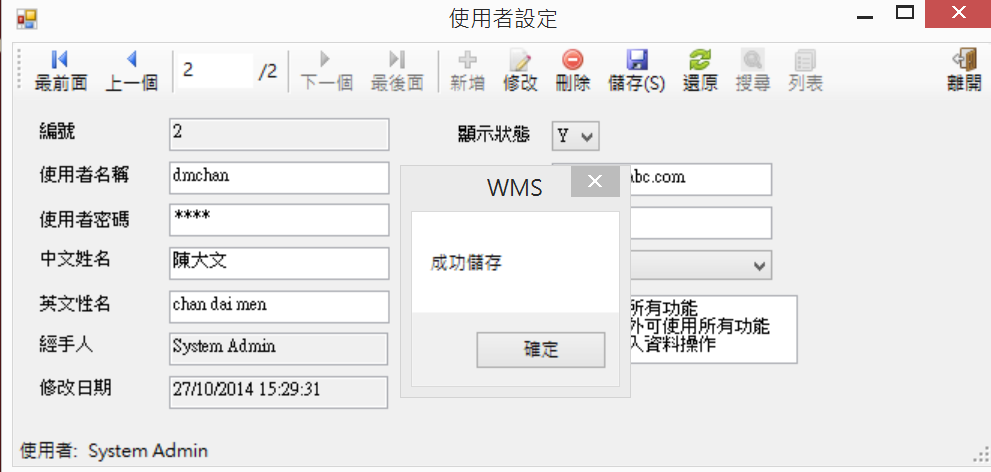 使用者設定
最前面 上一個 2 /2 下一個 最後面 新增 修改 刪除 儲存(S) 還原 搜尋 列表 離開
編號 2 顯示狀態 Y
使用者名稱 dmchan bc.com
使用者密碼 ****
中文姓名 陳大文
英文性名 chan dai men
經手人 System Admin
修改日期 27/10/2014 15:29:31
WMS
成功儲存
確定
所有功能
外可使用所有功能
入資料操作
使用者: System Admin